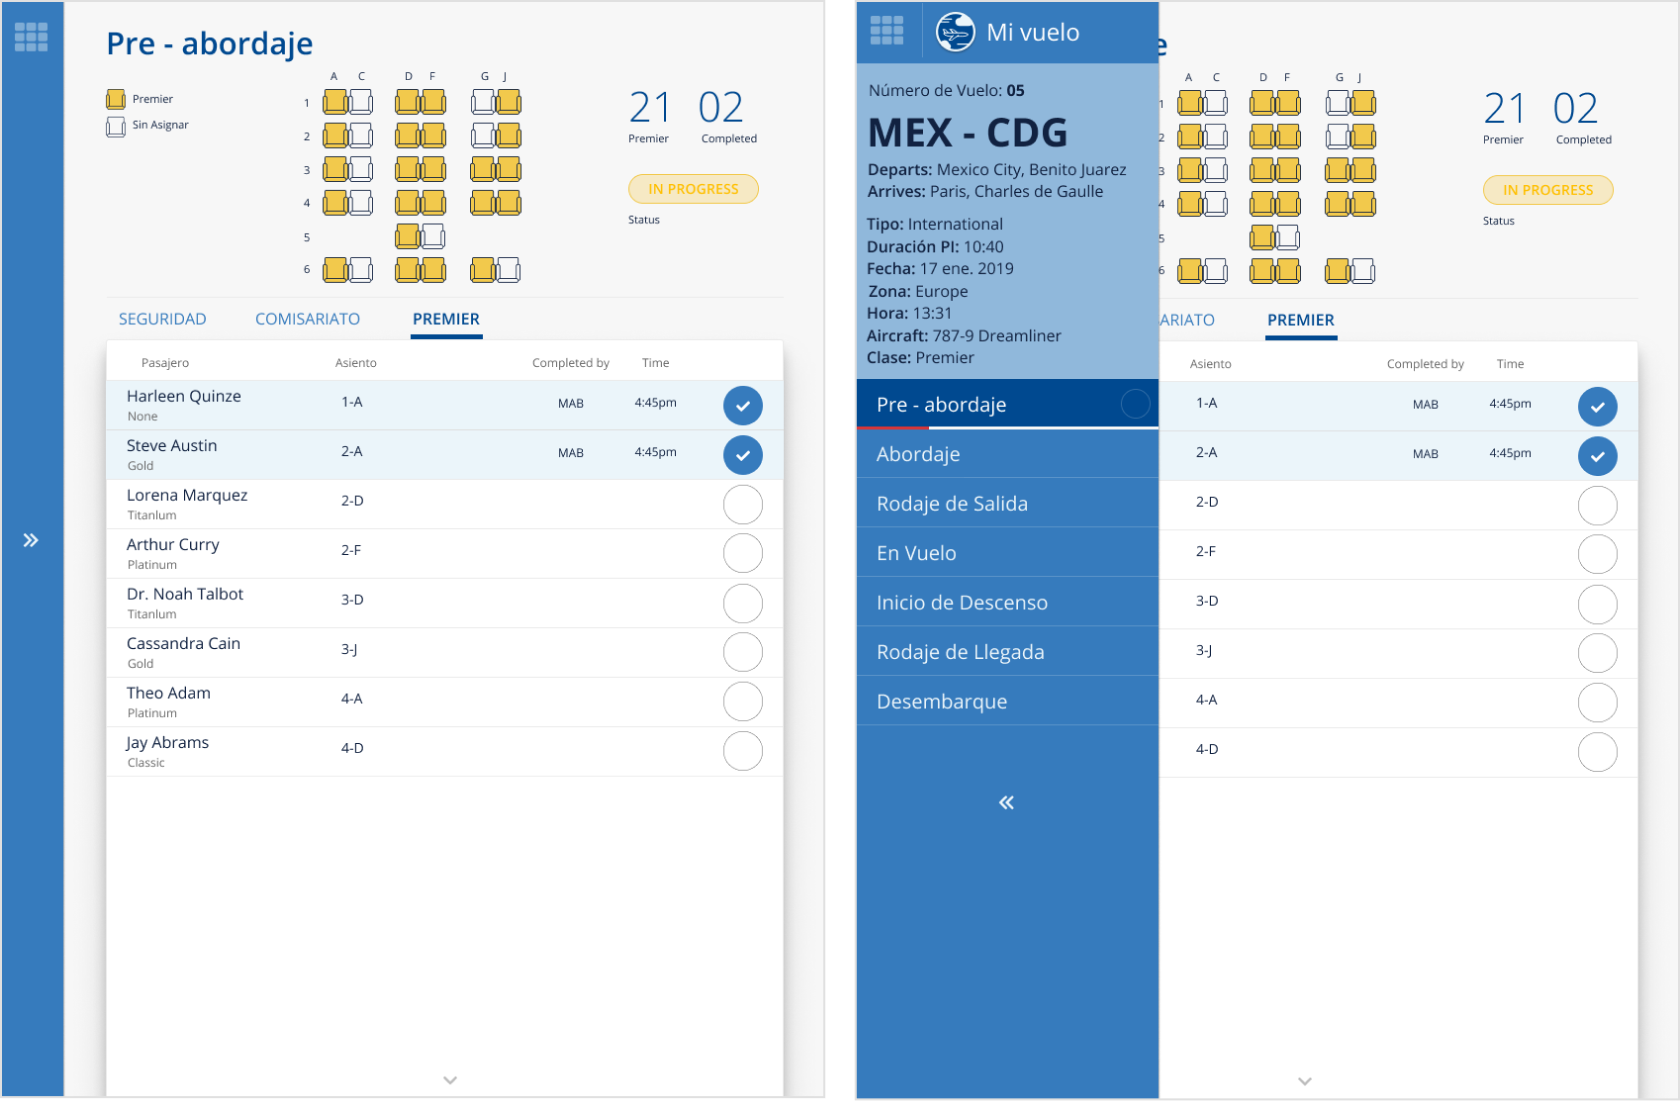 Pre - abordaje
Premier
Sin Asignar
A C D F G J
1
2
3
4
5
6
21 02
Premier Completed
IN PROGRESS
Status
SEGURIDAD COMISARIATO PREMIER
Pasajero Asiento Completed by Time
Harleen Quinze 1-A MAB 4:45pm
None
Steve Austin 2-A MAB 4:45pm
Gold
Lorena Marquez 2-D
Titanlum
Arthur Curry 2-F
Platinum
Dr. Noah Talbot 3-D
Titanlum
Cassandra Cain 3-J
Gold
Theo Adam 4-A
Platinum
Jay Abrams 4-D
Classic
Mi vuelo
Número de Vuelo: 05
MEX - CDG
Departs: Mexico City, Benito Juarez
Arrives: Paris, Charles de Gaulle
Tipo: International
Duración PI: 10:40
Fecha: 17 ene. 2019
Zona: Europe
Hora: 13:31
Aircraft: 787-9 Dreamliner
Clase: Premier
Pre - abordaje
Abordaje
Rodaje de Salida
En Vuelo
Inicio de Descenso
Rodaje de Llegada
Desembarque
e
A C D F G J
1
2
3
4
5
6
21 02
Premier Completed
IN PROGRESS
Status
ARIATO PREMIER
Asiento Completed by Time
1-A MAB 4:45pm
2-A MAB 4:45pm
2-D
2-F
3-D
3-J
4-A
4-D